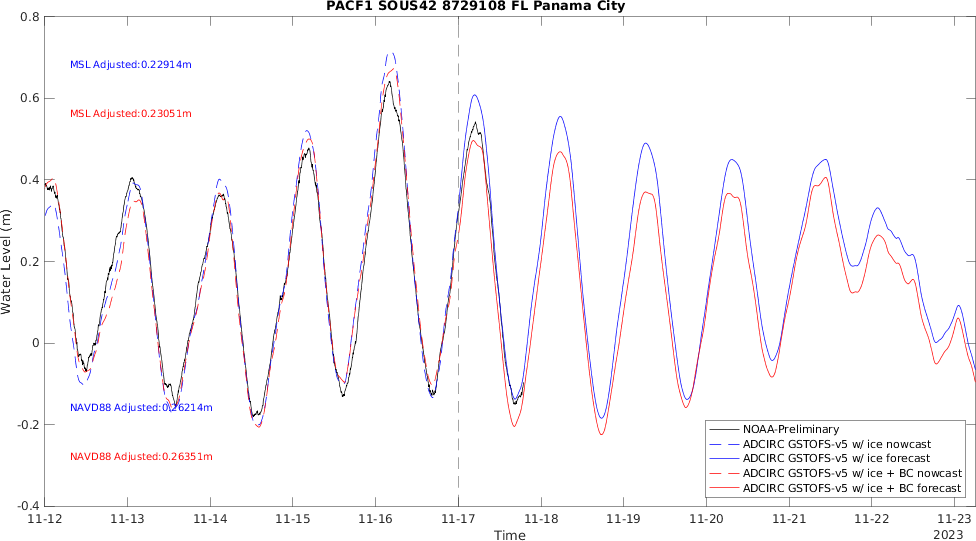 PACF1 SOUS42 8729108 FL Panama City
0.8
MSL Adjusted:0.22914m
0.6
MSL Adjusted:0.23051m
0.4
Water Level (m)
0.2
0
NAVD88 Adjusted:0.26214m
-0.2
NAVD88 Adjusted:0.26351m
-0.4
NOAA-Preliminary
ADCIRC GSTOFS-v5 w/ ice nowcast
ADCIRC GSTOFS-v5 w/ ice forecast
ADCIRC GSTOFS-v5 w/ ice + BC nowcast
ADCIRC GSTOFS-v5 w/ ice + BC forecast
11-12 11-13 11-14 11-15 11-16 11-17 11-18 11-19 11-20 11-21 11-22 11-23
Time
2023